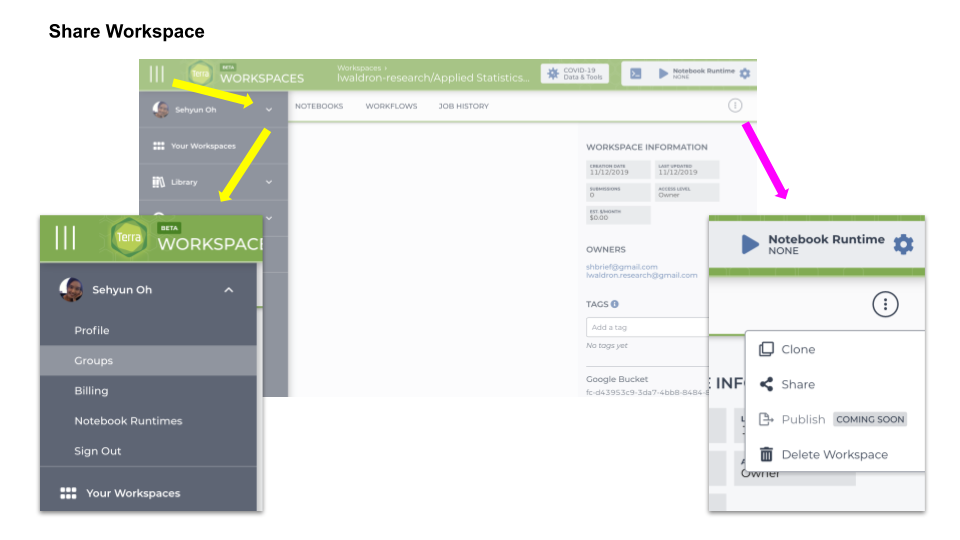 Share Workspace
Terra
BETA
WORKSPACES
Workspaces ›
lwaldron-research/Applied Statistics...
COVID-19
Data & Tools
Notebook Runtime
NONE
Sehyun Oh
NOTEBOOKS
WORKFLOWS
JOB HISTORY
Your Workspaces
Library
WORKSPACE INFORMATION
CREATION DATE
11/12/2019
LAST UPDATED
11/12/2019
SUBMISSIONS
0
ACCESS LEVEL
Owner
EST. $/MONTH
$0.00
OWNERS
shbrief@gmail.com
lwaldron.research@gmail.com
TAGS
Add a tag
No tags yet
Google Bucket
fc-d43953c9-3da7-4bb8-8484-
Terra
BETA
WORKSPACE
Sehyun Oh
Profile
Groups
Billing
Notebook Runtimes
Sign Out
Your Workspaces
Notebook Runtime
NONE
Clone
INF
Share
Publish COMING SOON
Delete Workspace
Owner